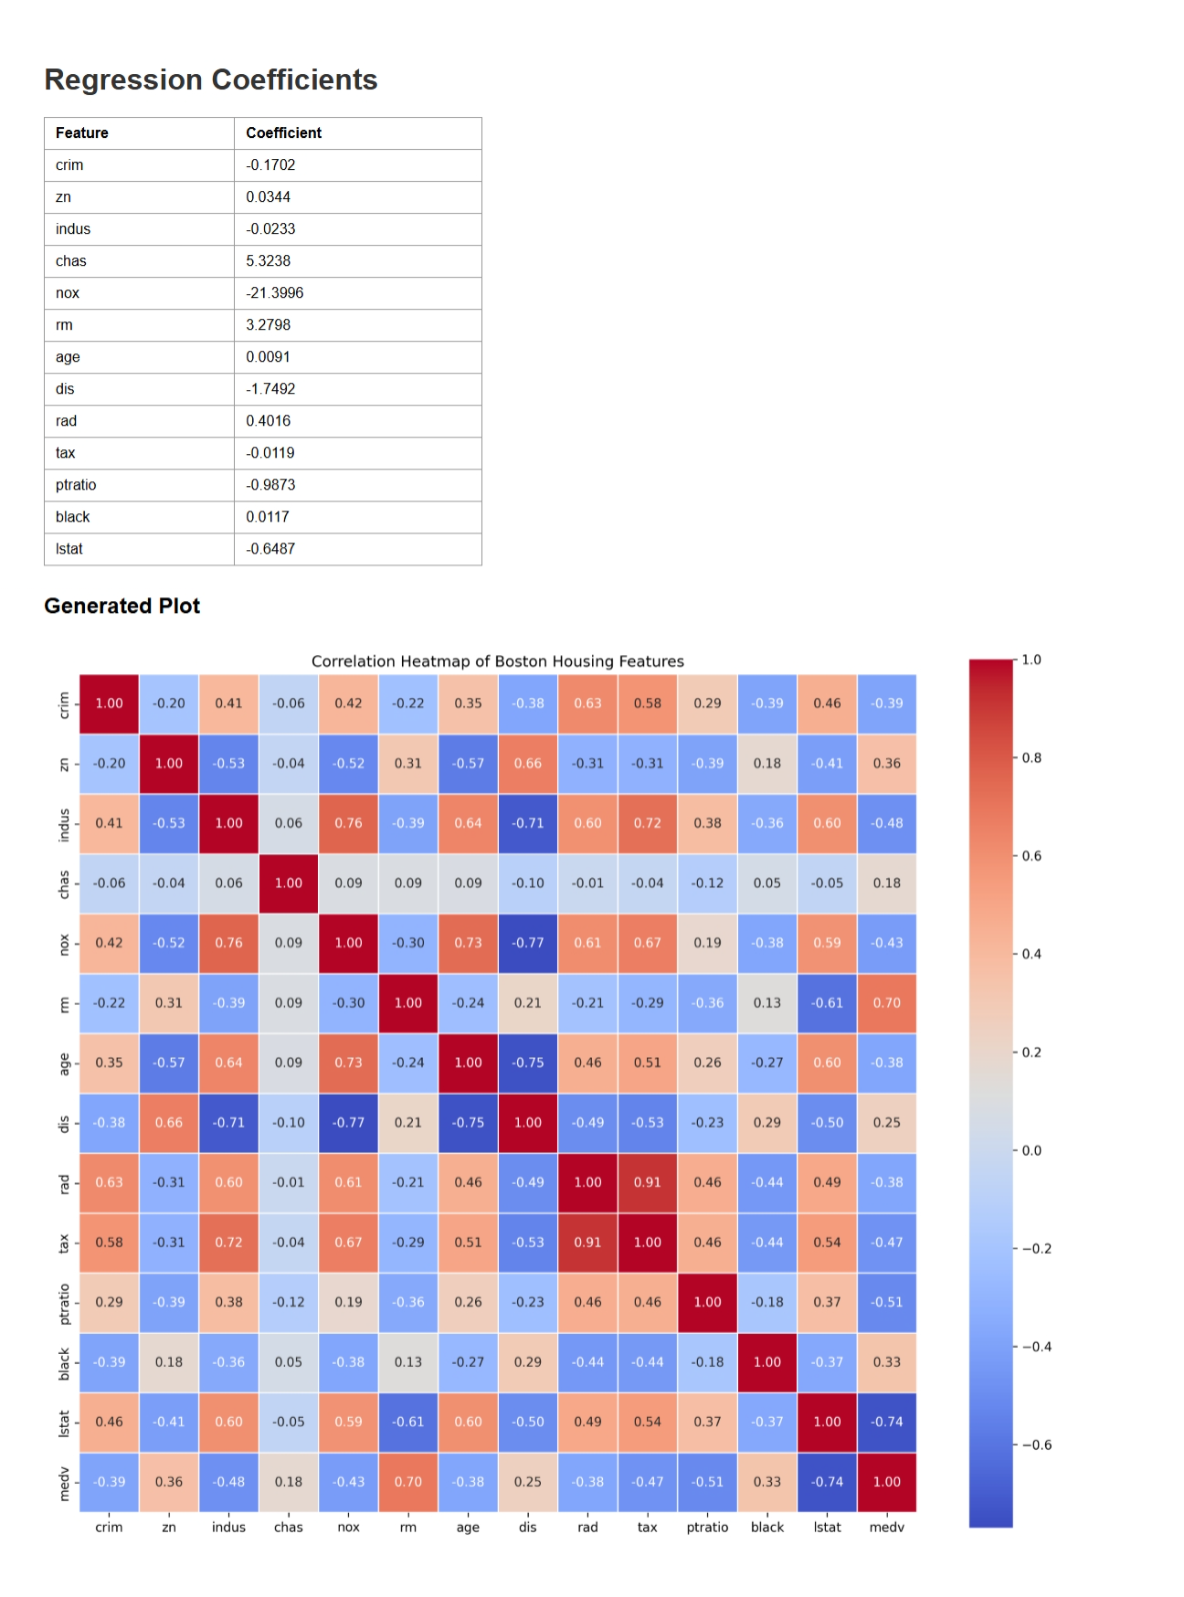 Regression Coefficients
Feature Coefficient
crim -0.1702
zn 0.0344
indus -0.0233
chas 5.3238
nox -21.3996
rm 3.2798
age 0.0091
dis -1.7492
rad 0.4016
tax -0.0119
ptratio -0.9873
black 0.0117
lstat -0.6487
Generated Plot
Correlation Heatmap of Boston Housing Features
crim 1.00 -0.20 0.41 -0.06 0.42 -0.22 0.35 -0.38 0.63 0.58 0.29 -0.39 0.46 -0.39
zn -0.20 1.00 -0.53 -0.04 -0.52 0.31 -0.57 0.66 -0.31 -0.31 -0.39 0.18 -0.41 0.36
indus 0.41 -0.53 1.00 0.06 0.76 -0.39 0.64 -0.71 0.60 0.72 0.38 -0.36 0.60 -0.48
chas -0.06 -0.04 0.06 1.00 0.09 0.09 0.09 -0.10 -0.01 -0.04 -0.12 0.05 -0.05 0.18
nox 0.42 -0.52 0.76 0.09 1.00 -0.30 0.73 -0.77 0.61 0.67 0.19 -0.38 0.59 -0.43
rm -0.22 0.31 -0.39 0.09 -0.30 1.00 -0.24 0.21 -0.21 -0.29 -0.36 0.13 -0.61 0.70
age 0.35 -0.57 0.64 0.09 0.73 -0.24 1.00 -0.75 0.46 0.51 0.26 -0.27 0.60 -0.38
dis -0.38 0.66 -0.71 -0.10 -0.77 0.21 -0.75 1.00 -0.49 -0.53 -0.23 0.29 -0.50 0.25
rad 0.63 -0.31 0.60 -0.01 0.61 -0.21 0.46 -0.49 1.00 0.91 0.46 -0.44 0.49 -0.38
tax 0.58 -0.31 0.72 -0.04 0.67 -0.29 0.51 -0.53 0.91 1.00 0.46 -0.44 0.54 -0.47
ptratio 0.29 -0.39 0.38 -0.12 0.19 -0.36 0.26 -0.23 0.46 0.46 1.00 -0.18 0.37 -0.51
black -0.39 0.18 -0.36 0.05 -0.38 0.13 -0.27 0.29 -0.44 -0.44 -0.18 1.00 -0.37 0.33
lstat 0.46 -0.41 0.60 -0.05 0.59 -0.61 0.60 -0.50 0.49 0.54 0.37 -0.37 1.00 -0.74
medv -0.39 0.36 -0.48 0.18 -0.43 0.70 -0.38 0.25 -0.38 -0.47 -0.51 0.33 -0.74 1.00
crim zn indus chas nox rm age dis rad tax ptratio black lstat medv
1.0
0.8
0.6
0.4
0.2
0.0
−0.2
−0.4
−0.6